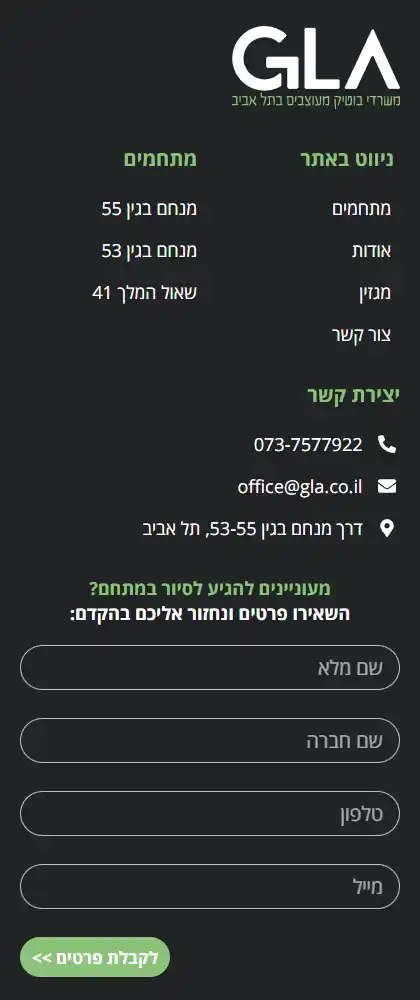 GLA
משרדי בוטיק מעוצבים בתל אביב
ניווט באתר
מתחמים
אודות
מגזין
צור קשר
מתחמים
מנחם בגין 55
מנחם בגין 53
שאול המלך 41
יצירת קשר
073-7577922
office@gla.co.il
דרך מנחם בגין 53-55, תל אביב
מעוניינים להגיע לסיור במתחם?
השאירו פרטים ונחזור אליכם בהקדם:
שם מלא
שם חברה
טלפון
מייל
לקבלת פרטים >>